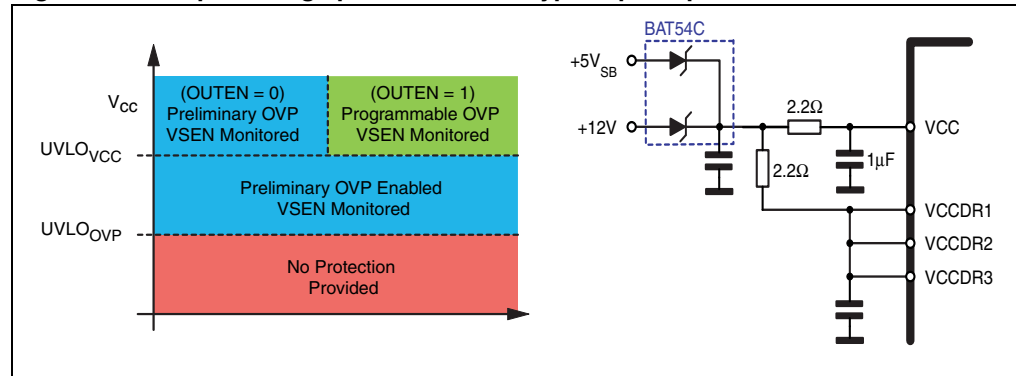 V_CC
(OUTEN = 0)
Preliminary OVP
VSEN Monitored
(OUTEN = 1)
Programmable OVP
VSEN Monitored
UVLO_VCC
Preliminary OVP Enabled
VSEN Monitored
UVLO_OVP
No Protection
Provided
BAT54C
+5V_SB
+12V
2.2Ω
VCC
1μF
2.2Ω
VCCDR1
VCCDR2
VCCDR3